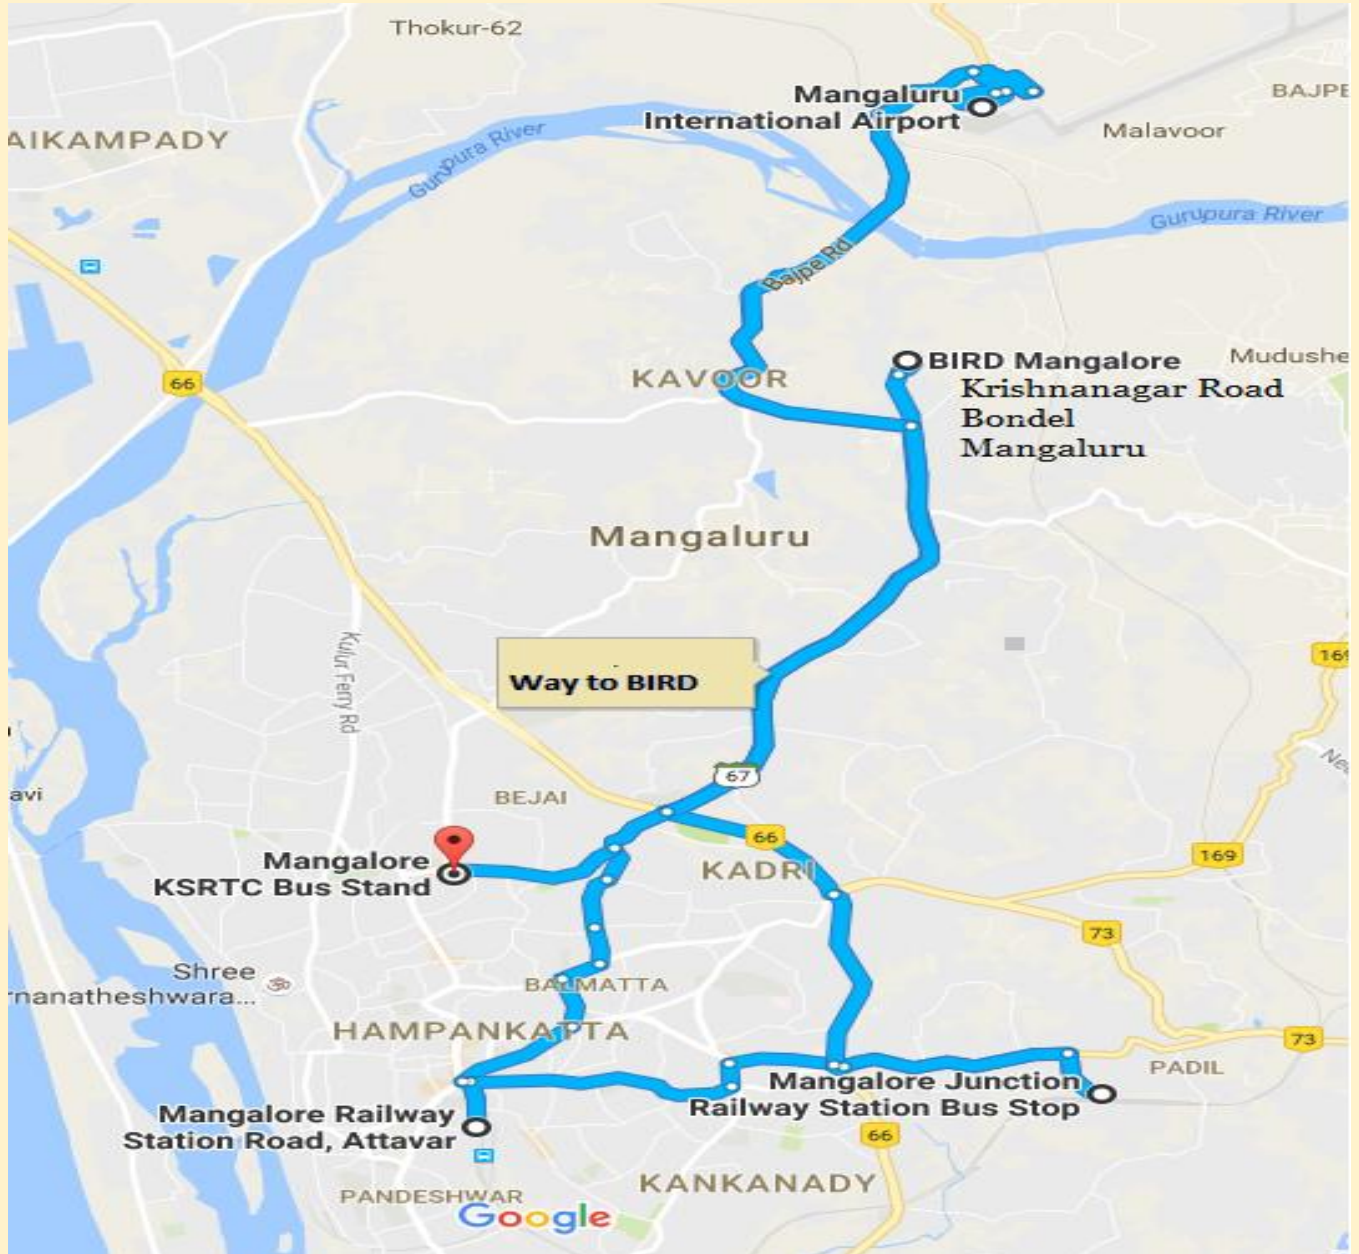 Thokur-62
Mangaluru
International Airport
BAJPE
Malavoor
AIKAMPADY
Gurupura River
Gurupura River
Bajpe Rd
66
KAVOOR
BIRD Mangalore
Krishnanagar Road
Bondel
Mangaluru
Mudushe
Mangaluru
Kulur Ferry Rd
Way to BIRD
169
Ne
avi
67
BEJAI
66
KADRI
169
Mangalore
KSRTC Bus Stand
73
Shree
rnanatheshwara...
BALMATTA
HAMPANKATTA
73
PADIL
Mangalore Junction
Railway Station Bus Stop
Mangalore Railway
Station Road, Attavar
66
KANKANADY
PANDESHWAR
Google